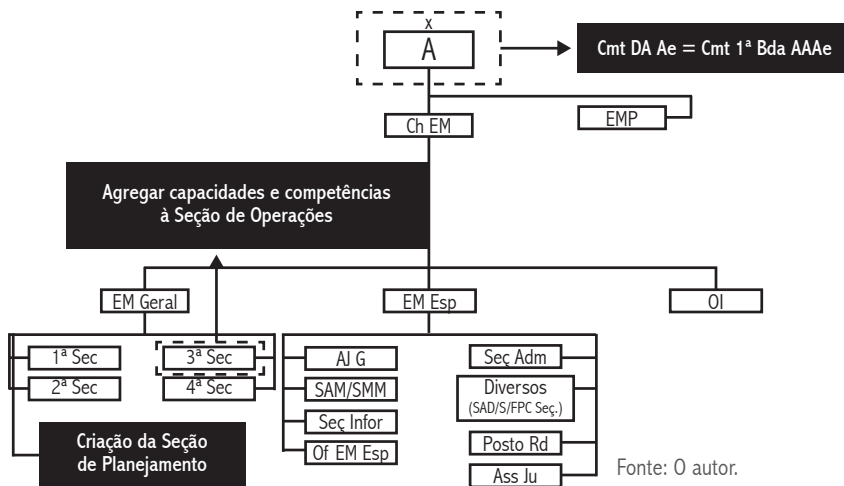 x
A
Cmt DA Ae = Cmt 1ª Bda AAAe
Ch EM
EMP
Agregar capacidades e competências
à Seção de Operações
EM Geral
EM Esp
OI
1ª Sec
3ª Sec
2ª Sec
4ª Sec
Criação da Seção
de Planejamento
AJ G
SAM/SMM
Seç Infor
Of EM Esp
Seç Adm
Diversos
(SAD/S/FPC Seç.)
Posto Rd
Ass Ju
Fonte: O autor.